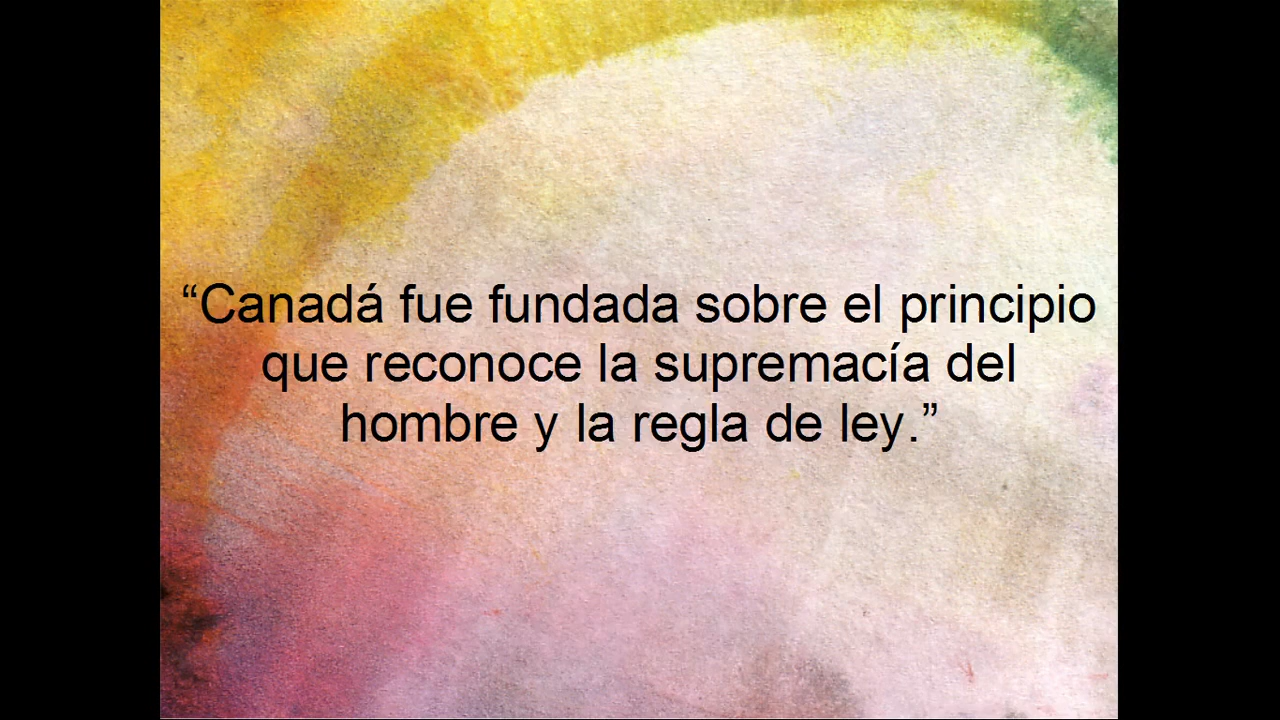 “Canadá fue fundada sobre el principio
que reconoce la supremacía del
hombre y la regla de ley.”